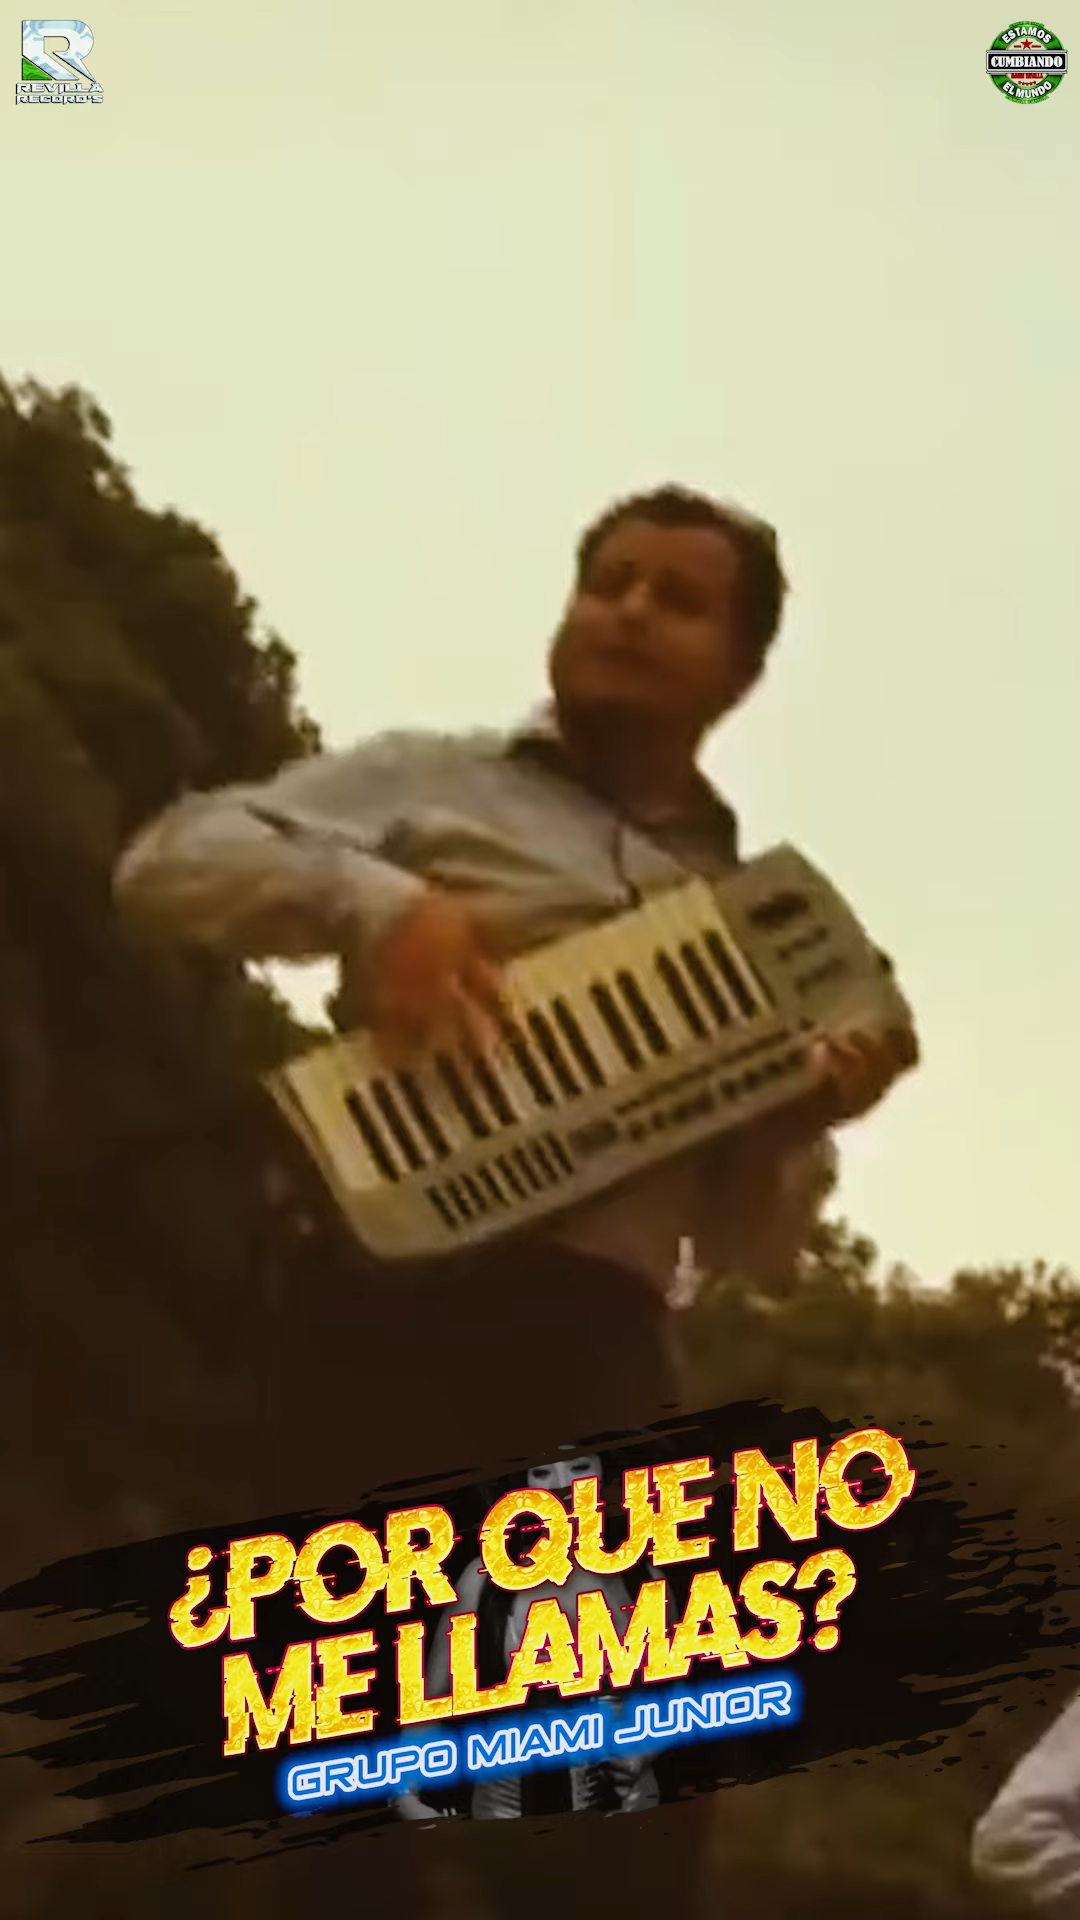 REVILLA
RECORD'S
ESTAMOS
CUMBIANDO
EL MUNDO
¿POR QUE NO
ME LLAMAS?
GRUPO MIAMI JUNIOR